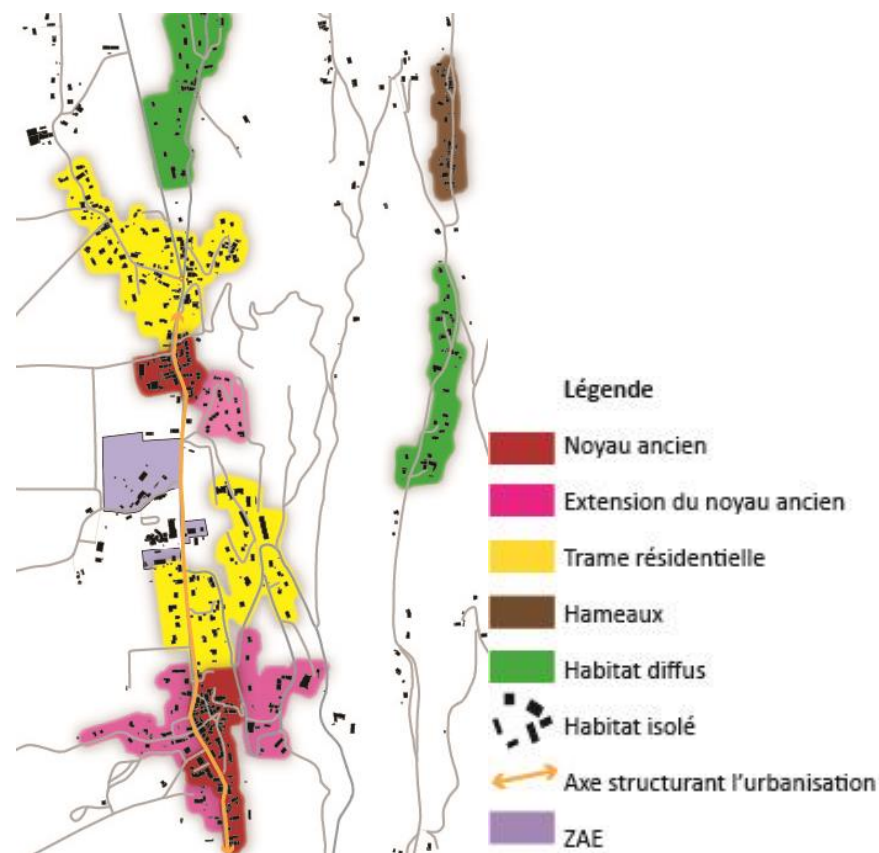 Légende
Noyau ancien
Extension du noyau ancien
Trame résidentielle
Hameaux
Habitat diffus
Habitat isolé
Axe structurant l'urbanisation
ZAE